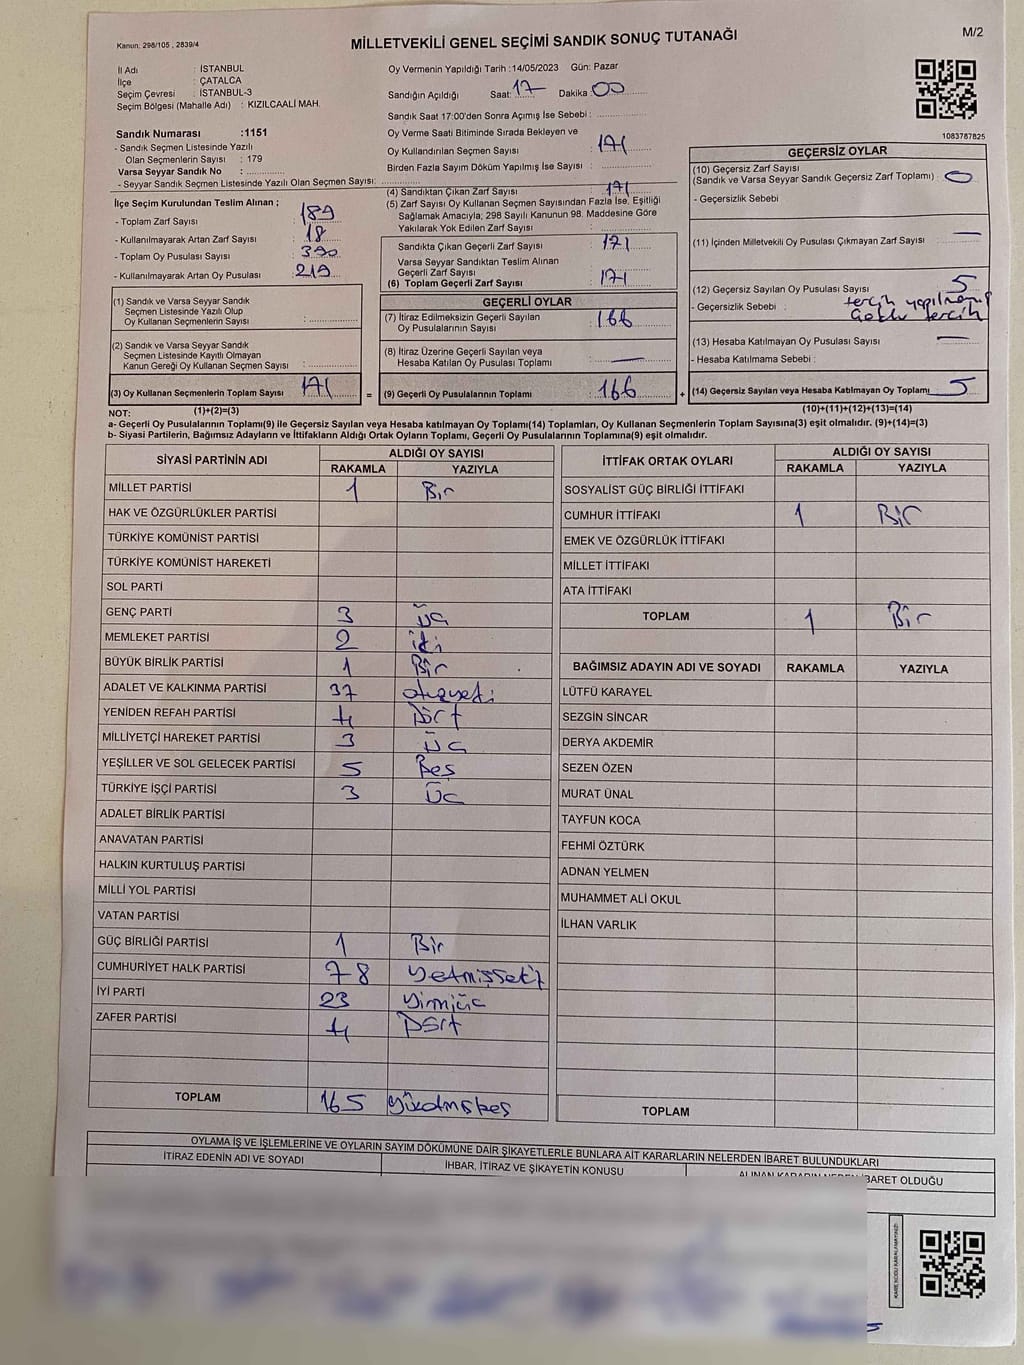 Kanun: 298/105 , 2839/4
MİLLETVEKİLİ GENEL SEÇİMİ SANDIK SONUÇ TUTANAĞI
M/2
İl Adı : İSTANBUL
İlçe : ÇATALCA
Seçim Çevresi : İSTANBUL-3
Seçim Bölgesi (Mahalle Adı) : KIZILCAALİ MAH.
Sandık Numarası :1151
- Sandık Seçmen Listesinde Yazılı
Olan Seçmenlerin Sayısı : 179
Varsa Seyyar Sandık No :
- Seyyar Sandık Seçmen Listesinde Yazılı Olan Seçmen Sayısı:
Oy Vermenin Yapıldığı Tarih :14/05/2023 Gün: Pazar
Sandığın Açıldığı Saat: 17 Dakika 00
Sandık Saat 17:00'den Sonra Açımış İse Sebebi :
Oy Verme Saati Bitiminde Sırada Bekleyen ve
Oy Kullandırılan Seçmen Sayısı : 171
Birden Fazla Sayım Döküm Yapılmış İse Sayısı :
(4) Sandıktan Çıkan Zarf Sayısı : 171
(5) Zarf Sayısı Oy Kullanan Seçmen Sayısından Fazla İse, Eşitliği
Sağlamak Amacıyla; 298 Sayılı Kanunun 98. Maddesine Göre
Yakılarak Yok Edilen Zarf Sayısı :
Sandıkta Çıkan Geçerli Zarf Sayısı : 171
Varsa Seyyar Sandıktan Teslim Alınan
Geçerli Zarf Sayısı :
(6) Toplam Geçerli Zarf Sayısı : 171
1083787825
İlçe Seçim Kurulundan Teslim Alınan ;
- Toplam Zarf Sayısı : 189
- Kullanılmayarak Artan Zarf Sayısı : 18
- Toplam Oy Pusulası Sayısı : 390
- Kullanılmayarak Artan Oy Pusulası : 219
GEÇERSİZ OYLAR
(10) Geçersiz Zarf Sayısı
(Sandık ve Varsa Seyyar Sandık Geçersiz Zarf Toplamı) : 0
- Geçersizlik Sebebi
(11) İçinden Milletvekili Oy Pusulası Çıkmayan Zarf Sayısı : —
(12) Geçersiz Sayılan Oy Pusulası Sayısı : 5
- Geçersizlik Sebebi :
(13) Hesaba Katılmayan Oy Pusulası Sayısı : —
- Hesaba Katılmama Sebebi :
(14) Geçersiz Sayılan veya Hesaba Katılmayan Oy Toplamı 5
(10)+(11)+(12)+(13)=(14)
(1) Sandık ve Varsa Seyyar Sandık
Seçmen Listesinde Yazılı Olup
Oy Kullanan Seçmenlerin Sayısı :
(2) Sandık ve Varsa Seyyar Sandık
Seçmen Listesinde Kayıtlı Olmayan
Kanun Gereği Oy Kullanan Seçmen Sayısı :
(3) Oy Kullanan Seçmenlerin Toplam Sayısı : 171
(1)+(2)=(3)
=
GEÇERLİ OYLAR
(7) İtiraz Edilmeksizin Geçerli Sayılan
Oy Pusulalarının Sayısı : 166
(8) İtiraz Üzerine Geçerli Sayılan veya
Hesaba Katılan Oy Pusulası Toplamı : —
(9) Geçerli Oy Pusulalarının Toplamı : 166
+
NOT:
a- Geçerli Oy Pusulalarının Toplamı(9) ile Geçersiz Sayılan veya Hesaba katılmayan Oy Toplamı(14) Toplamları, Oy Kullanan Seçmenlerin Toplam Sayısına(3) eşit olmalıdır. (9)+(14)=(3)
b- Siyasi Partilerin, Bağımsız Adayların ve İttifakların Aldığı Ortak Oyların Toplamı, Geçerli Oy Pusulalarının Toplamına(9) eşit olmalıdır.
SİYASİ PARTİNİN ADI
ALDIĞI OY SAYISI
RAKAMLA YAZIYLA
MİLLET PARTİSİ 1 Bir
HAK VE ÖZGÜRLÜKLER PARTİSİ
TÜRKİYE KOMÜNİST PARTİSİ
TÜRKİYE KOMÜNİST HAREKETİ
SOL PARTİ
GENÇ PARTİ 3 Üç
MEMLEKET PARTİSİ 2 iki
BÜYÜK BİRLİK PARTİSİ 1 Bir
ADALET VE KALKINMA PARTİSİ 37 otuzyedi
YENİDEN REFAH PARTİSİ 4 Dört
MİLLİYETÇİ HAREKET PARTİSİ 3 Üç
YEŞİLLER VE SOL GELECEK PARTİSİ 5 Beş
TÜRKİYE İŞÇİ PARTİSİ 3 Üç
ADALET BİRLİK PARTİSİ
ANAVATAN PARTİSİ
HALKIN KURTULUŞ PARTİSİ
MİLLİ YOL PARTİSİ
VATAN PARTİSİ
GÜÇ BİRLİĞİ PARTİSİ 1 Bir
CUMHURİYET HALK PARTİSİ 78 Yetmişsekiz
İYİ PARTİ 23 Yirmiüç
ZAFER PARTİSİ 4 Dört
TOPLAM 165 yüzatmışbeş
İTTİFAK ORTAK OYLARI
ALDIĞI OY SAYISI
RAKAMLA YAZIYLA
SOSYALİST GÜÇ BİRLİĞİ İTTİFAKI
CUMHUR İTTİFAKI 1 Bir
EMEK VE ÖZGÜRLÜK İTTİFAKI
MİLLET İTTİFAKI
ATA İTTİFAKI
TOPLAM 1 Bir
BAĞIMSIZ ADAYIN ADI VE SOYADI RAKAMLA YAZIYLA
LÜTFÜ KARAYEL
SEZGİN SİNCAR
DERYA AKDEMİR
SEZEN ÖZEN
MURAT ÜNAL
TAYFUN KOCA
FEHMİ ÖZTÜRK
ADNAN YELMEN
MUHAMMET ALİ OKUL
İLHAN VARLIK
TOPLAM
OYLAMA İŞ VE İŞLEMLERİNE VE OYLARIN SAYIM DÖKÜMÜNE DAİR ŞİKAYETLERLE BUNLARA AİT KARARLARIN NELERDEN İBARET BULUNDUKLARI
İTİRAZ EDENİN ADI VE SOYADI
İHBAR, İTİRAZ VE ŞİKAYETİN KONUSU
ALINAN KARARIN NEDEN İBARET OLDUĞU